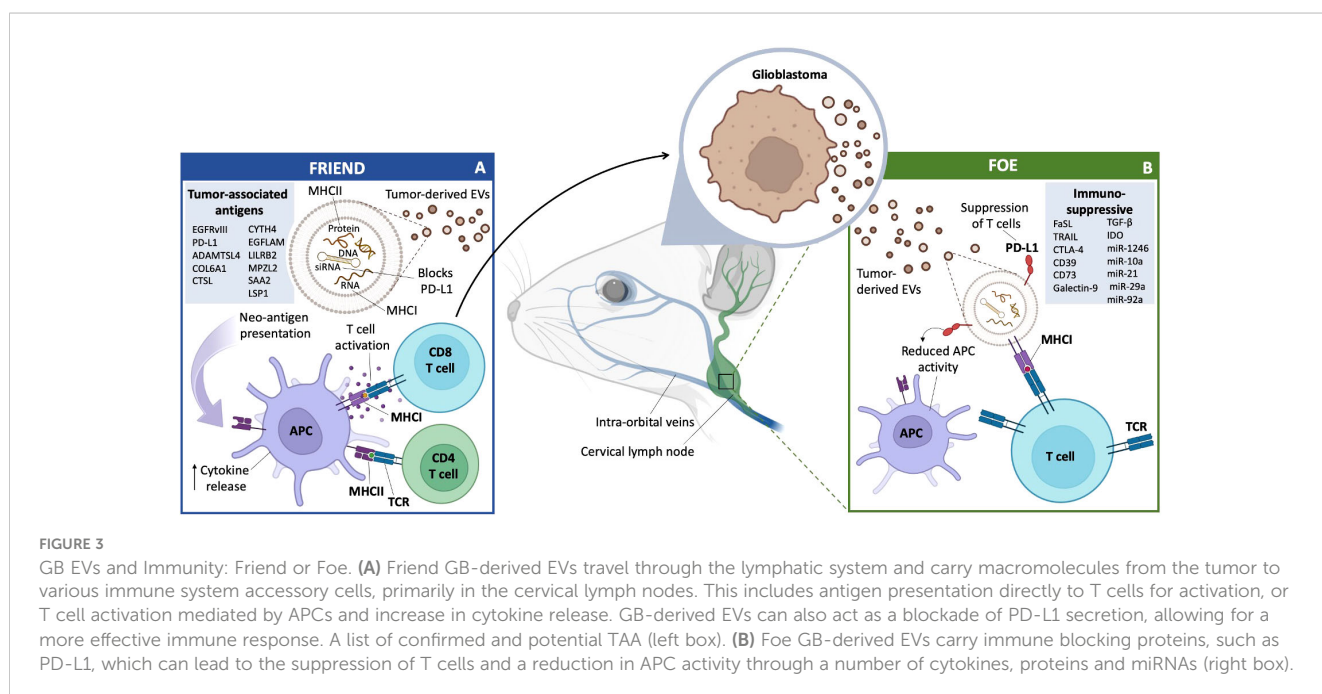 Glioblastoma
FRIEND
A
Tumor-associated
antigens
EGFRvIII
PD-L1
ADAMTSL4
COL6A1
CTSL
CYTH4
EGFLAM
LILRB2
MPZL2
SAA2
LSP1
MHCII
Tumor-derived EVs
Protein
DNA
siRNA
RNA
Blocks
PD-L1
MHCI
Neo-antigen
presentation
T cell
activation
CD8
T cell
MHCI
APC
↑ Cytokine
release
CD4
T cell
MHCII
TCR
Intra-orbital veins
Cervical lymph node
FOE
B
Suppression
of T cells
PD-L1
Immuno-
suppressive
FaSL
TRAIL
CTLA-4
CD39
CD73
Galectin-9
TGF-β
IDO
miR-1246
miR-10a
miR-21
miR-29a
miR-92a
Tumor-
derived EVs
Reduced APC
activity
MHCI
APC
TCR
T cell
FIGURE 3
GB EVs and Immunity: Friend or Foe. (A) Friend GB-derived EVs travel through the lymphatic system and carry macromolecules from the tumor to
various immune system accessory cells, primarily in the cervical lymph nodes. This includes antigen presentation directly to T cells for activation, or
T cell activation mediated by APCs and increase in cytokine release. GB-derived EVs can also act as a blockade of PD-L1 secretion, allowing for a
more effective immune response. A list of confirmed and potential TAA (left box). (B) Foe GB-derived EVs carry immune blocking proteins, such as
PD-L1, which can lead to the suppression of T cells and a reduction in APC activity through a number of cytokines, proteins and miRNAs (right box).